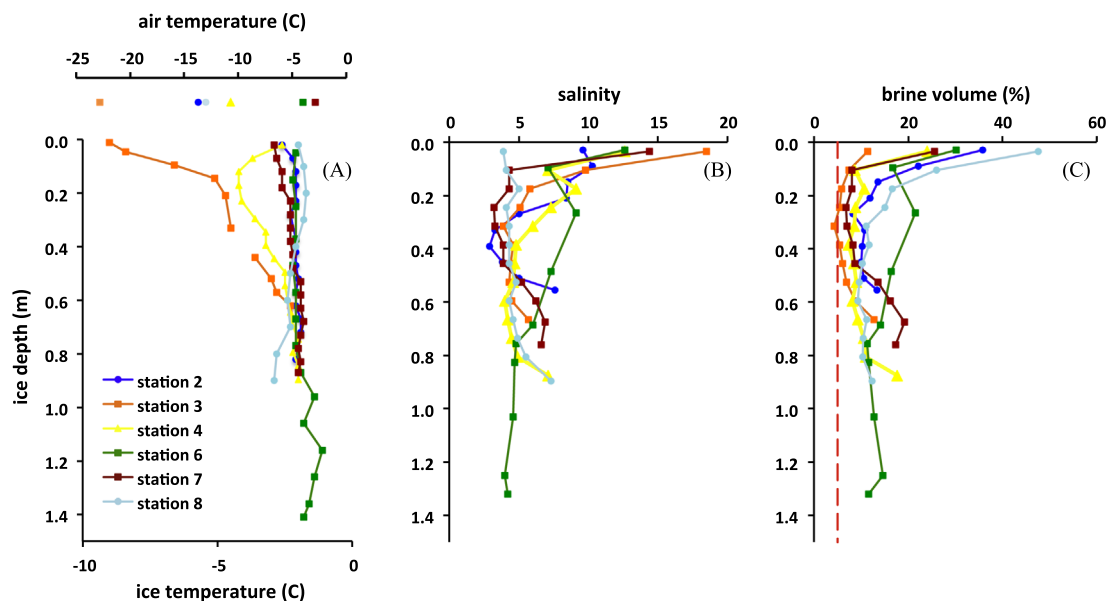 air temperature (C)
-25 -20 -15 -10 -5 0
salinity
0 5 10 15 20
brine volume (%)
0 20 40 60
(A)
(B)
(C)
ice depth (m)
0.0
0.2
0.4
0.6
0.8
1.0
1.2
1.4
station 2
station 3
station 4
station 6
station 7
station 8
-10 -5 0
ice temperature (C)
0.0
0.2
0.4
0.6
0.8
1.0
1.2
1.4
0.0
0.2
0.4
0.6
0.8
1.0
1.2
1.4